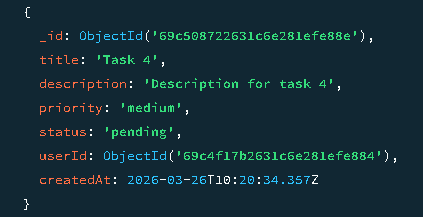 {
_id: ObjectId('69c508722631c6e281efe88e'),
title: 'Task 4',
description: 'Description for task 4',
priority: 'medium',
status: 'pending',
userId: ObjectId('69c4f17b2631c6e281efe884'),
createdAt: 2026-03-26T10:20:34.357Z
}